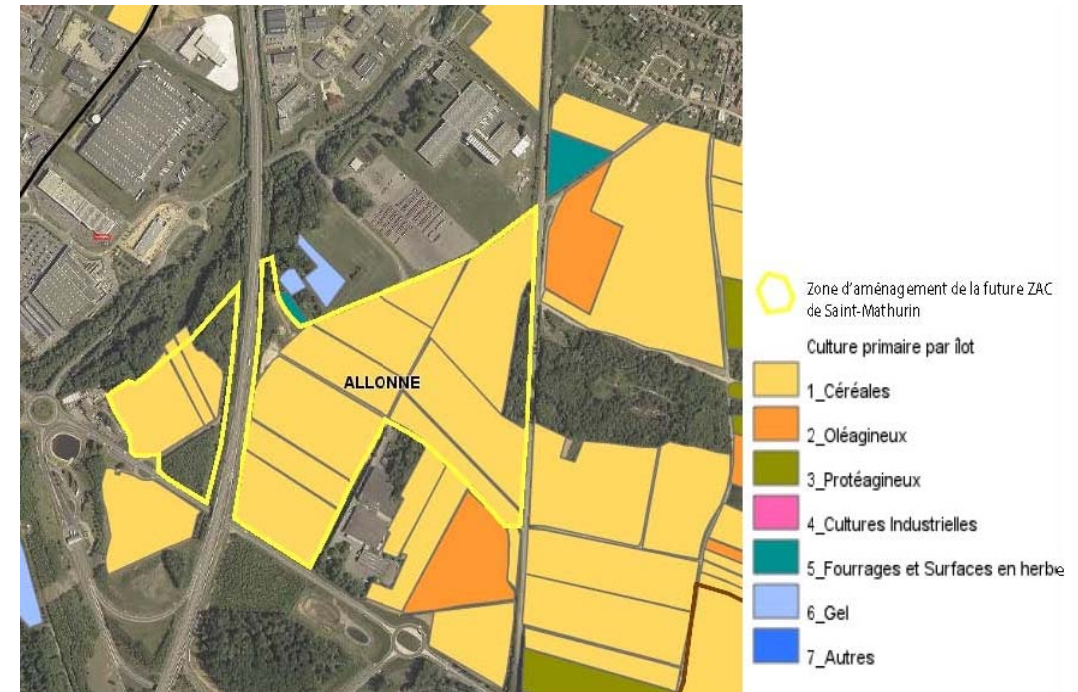 ALLONNE
Zone d'aménagement de la future ZAC
de Saint-Mathurin
Culture primaire par îlot
1_Céréales
2_Oléagineux
3_Protéagineux
4_Cultures Industrielles
5_Fourrages et Surfaces en herbe
6_Gel
7_Autres